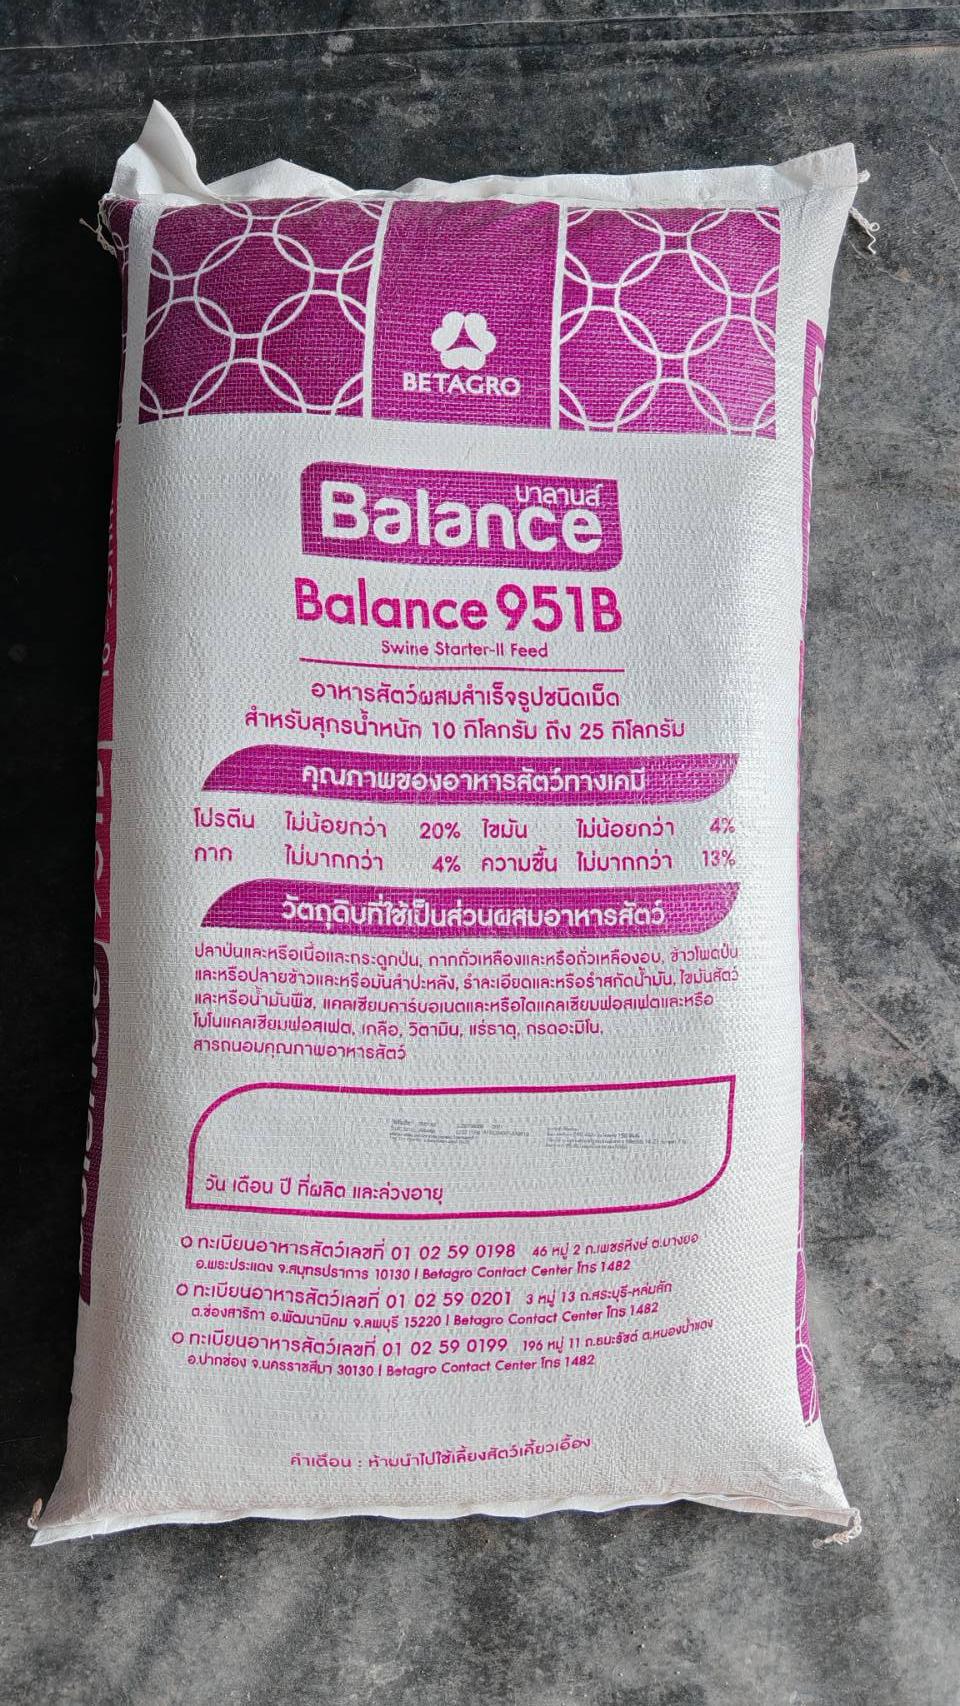 BETAGRO
บาลานส์
Balance
Balance 951B
Swine Starter-II Feed
อาหารสัตว์ผสมสำเร็จรูปชนิดเม็ด
สำหรับสุกรน้ำหนัก 10 กิโลกรัม ถึง 25 กิโลกรัม
คุณภาพของอาหารสัตว์ทางเคมี
โปรตีน ไม่น้อยกว่า 20% ไขมัน ไม่น้อยกว่า 4%
กาก ไม่มากกว่า 4% ความชื้น ไม่มากกว่า 13%
วัตถุดิบที่ใช้เป็นส่วนผสมอาหารสัตว์
ปลาป่นและหรือเนื้อและกระดูกป่น, กากถั่วเหลืองและหรือถั่วเหลืองอบ, ข้าวโพดป่น
และหรือปลายข้าวและหรือมันสำปะหลัง, รำละเอียดและหรือรำสกัดน้ำมัน, ไขมันสัตว์
และหรือน้ำมันพืช, แคลเซียมคาร์บอเนตและหรือไดแคลเซียมฟอสเฟตและหรือ
โมโนแคลเซียมฟอสเฟต, เกลือ, วิตามิน, แร่ธาตุ, กรดอะมิโน,
สารถนอมคุณภาพอาหารสัตว์
วัน เดือน ปี ที่ผลิต และล่วงอายุ
ทะเบียนอาหารสัตว์เลขที่ 01 02 59 0198 46 หมู่ 2 ถ.เพชรหึงษ์ ต.บางยอ
อ.พระประแดง จ.สมุทรปราการ 10130 | Betagro Contact Center โทร 1482
ทะเบียนอาหารสัตว์เลขที่ 01 02 59 0201 3 หมู่ 13 ถ.สระบุรี-หล่มสัก
ต.ช่องสาริกา อ.พัฒนานิคม จ.ลพบุรี 15220 | Betagro Contact Center โทร 1482
ทะเบียนอาหารสัตว์เลขที่ 01 02 59 0199 196 หมู่ 11 ถ.ธนะรัชต์ ต.หนองน้ำแดง
อ.ปากช่อง จ.นครราชสีมา 30130 | Betagro Contact Center โทร 1482
คำเตือน : ห้ามนำไปใช้เลี้ยงสัตว์เคี้ยวเอื้อง